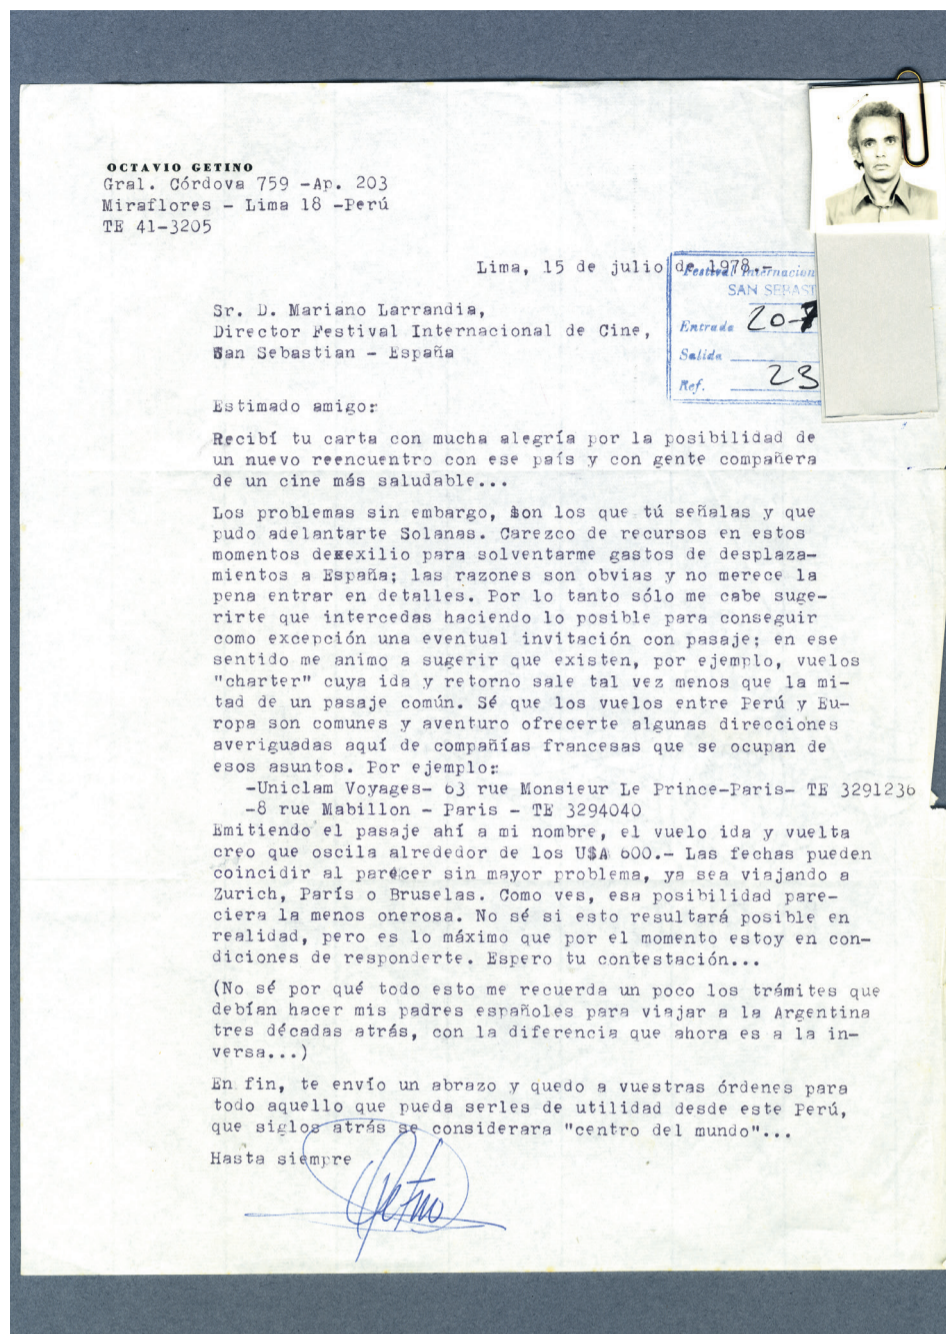 OCTAVIO GETINO
Gral. Córdova 759 -Ap. 203
Miraflores - Lima 18 -Perú
TE 41-3205
Lima, 15 de julio de 1978.-
Festival Internacion
SAN SEBAST
Entrada 20-7
Salida
Ref. 23
Sr. D. Mariano Larrandia,
Director Festival Internacional de Cine,
San Sebastian - España
Estimado amigo:
Recibí tu carta con mucha alegría por la posibilidad de
un nuevo reencuentro con ese país y con gente compañera
de un cine más saludable...
Los problemas sin embargo, son los que tú señalas y que
pudo adelantarte Solanas. Carezco de recursos en estos
momentos de exilio para solventarme gastos de desplaza-
mientos a España; las razones son obvias y no merece la
pena entrar en detalles. Por lo tanto sólo me cabe suge-
rirte que intercedas haciendo lo posible para conseguir
como excepción una eventual invitación con pasaje; en ese
sentido me animo a sugerir que existen, por ejemplo, vuelos
"charter" cuya ida y retorno sale tal vez menos que la mi-
tad de un pasaje común. Sé que los vuelos entre Perú y Eu-
ropa son comunes y aventuro ofrecerte algunas direcciones
averiguadas aquí de compañías francesas que se ocupan de
esos asuntos. Por ejemplo:
-Uniclam Voyages- 63 rue Monsieur Le Prince-Paris- TE 3291236
-8 rue Mabillon - Paris - TE 3294040
Emitiendo el pasaje ahí a mi nombre, el vuelo ida y vuelta
creo que oscila alrededor de los U$A 600.- Las fechas pueden
coincidir al parecer sin mayor problema, ya sea viajando a
Zurich, París o Bruselas. Como ves, esa posibilidad pare-
ciera la menos onerosa. No sé si esto resultará posible en
realidad, pero es lo máximo que por el momento estoy en con-
diciones de responderte. Espero tu contestación...
(No sé por qué todo esto me recuerda un poco los trámites que
debían hacer mis padres españoles para viajar a la Argentina
tres décadas atrás, con la diferencia que ahora es a la in-
versa...)
En fin, te envío un abrazo y quedo a vuestras órdenes para
todo aquello que pueda serles de utilidad desde este Perú,
que siglos atrás se considerara "centro del mundo"...
Hasta siempre
Getino